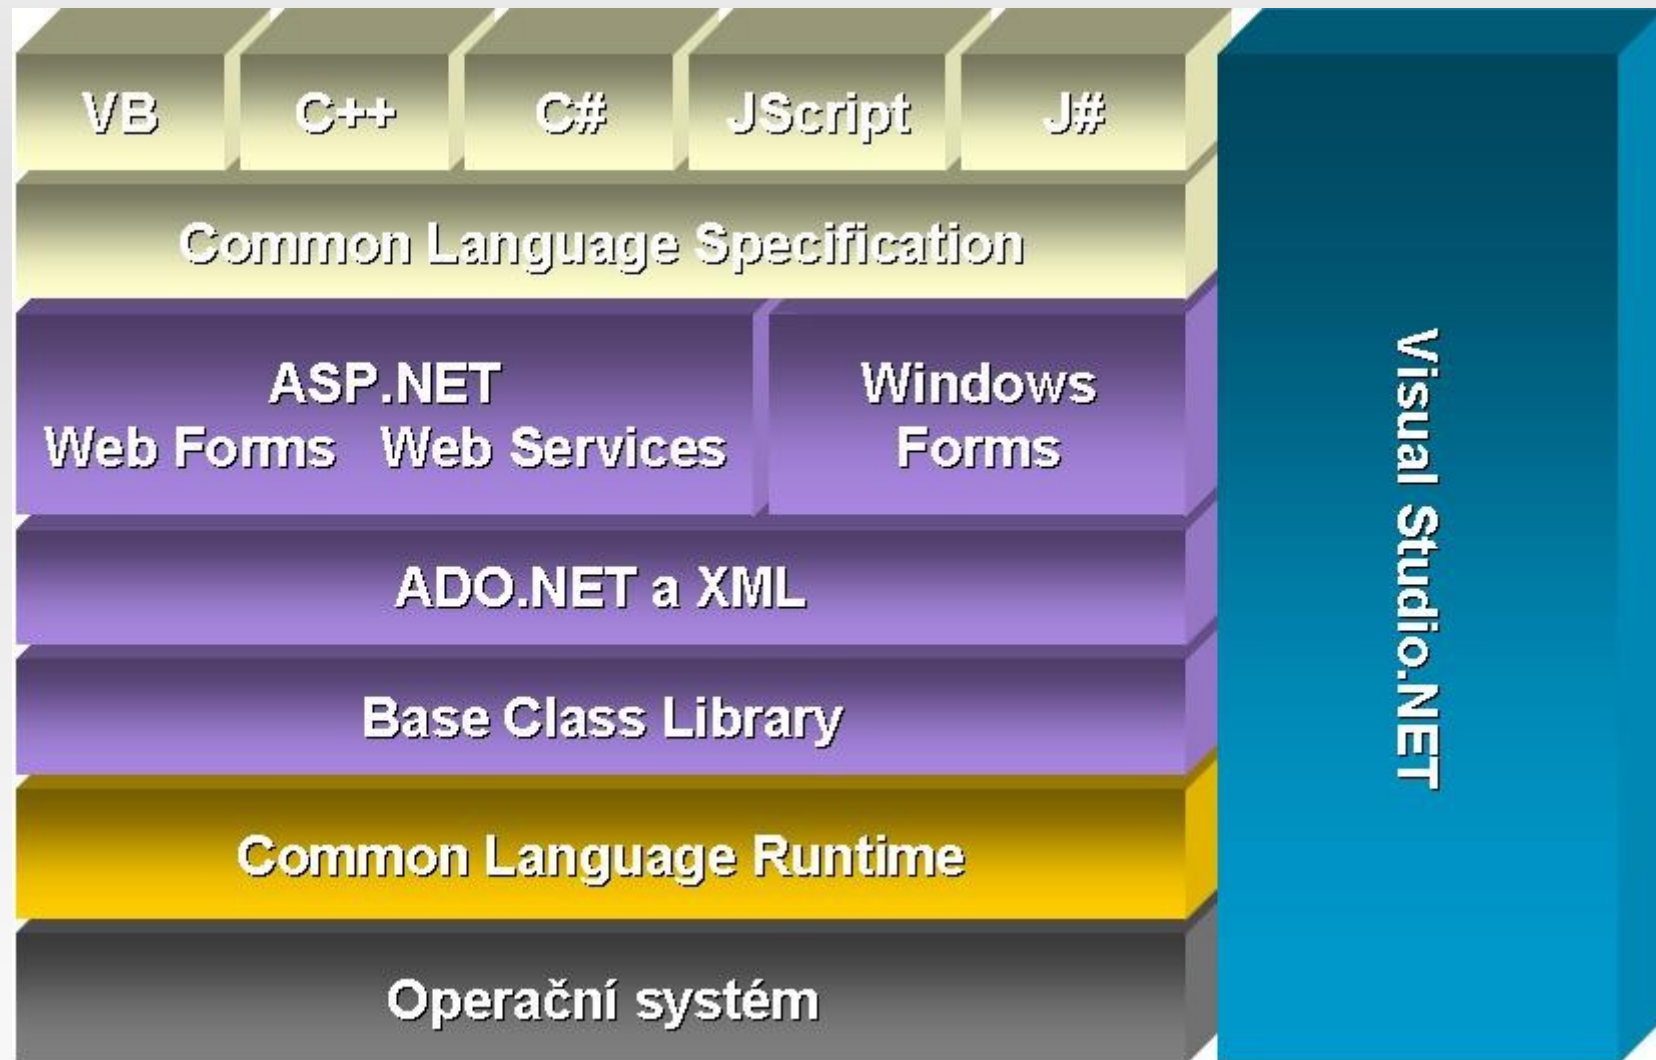 VB
C++
C#
JScript
J#
Common Language Specification
ASP.NET
Web Forms Web Services
Windows
Forms
ADO.NET a XML
Base Class Library
Common Language Runtime
Operační systém
Visual Studio.NET